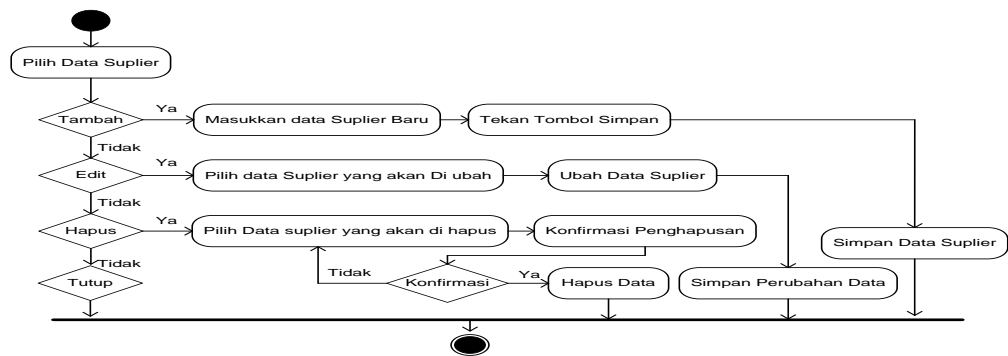 Pilih Data Suplier
Tambah
Ya
Masukkan data Suplier Baru
Tekan Tombol Simpan
Tidak
Edit
Ya
Pilih data Suplier yang akan Di ubah
Ubah Data Suplier
Tidak
Hapus
Ya
Pilih Data suplier yang akan di hapus
Konfirmasi Penghapusan
Simpan Data Suplier
Tidak
Tutup
Tidak
Konfirmasi
Ya
Hapus Data
Simpan Perubahan Data